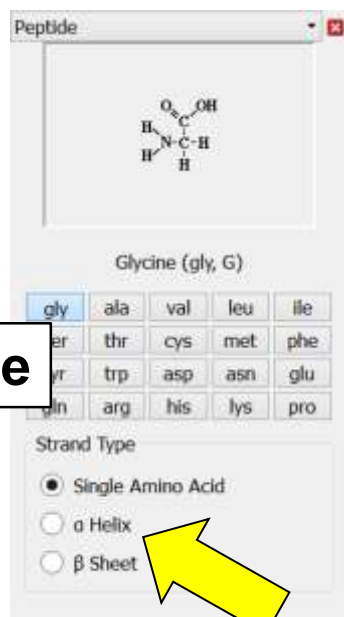 Peptide
O OH
H C
N-C-H
H H
Glycine (gly, G)
gly ala val leu ile
er thr cys met phe
e yr trp asp asn glu
gln arg his lys pro
Strand Type
Single Amino Acid
α Helix
β Sheet